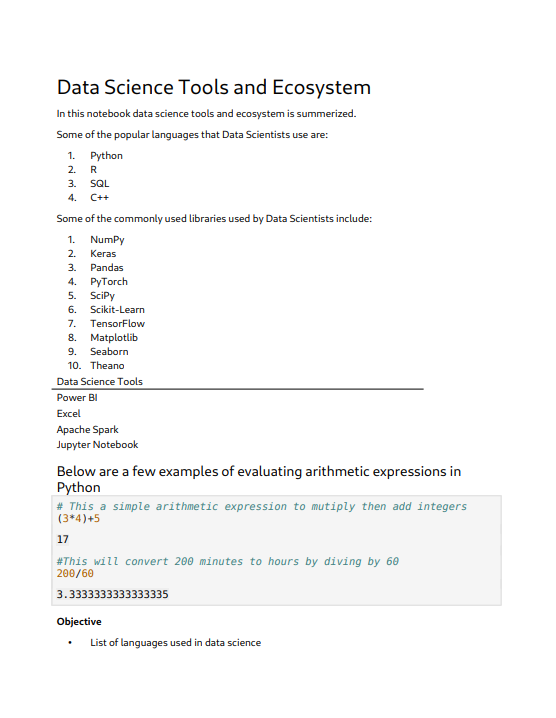 Data Science Tools and Ecosystem
In this notebook data science tools and ecosystem is summerized.
Some of the popular languages that Data Scientists use are:
1. Python
2. R
3. SQL
4. C++
Some of the commonly used libraries used by Data Scientists include:
1. NumPy
2. Keras
3. Pandas
4. PyTorch
5. SciPy
6. Scikit-Learn
7. TensorFlow
8. Matplotlib
9. Seaborn
10. Theano
Data Science Tools
Power BI
Excel
Apache Spark
Jupyter Notebook
Below are a few examples of evaluating arithmetic expressions in
Python
# This a simple arithmetic expression to mutiply then add integers
(3*4)+5
17
#This will convert 200 minutes to hours by diving by 60
200/60
3.3333333333333335
Objective
• List of languages used in data science